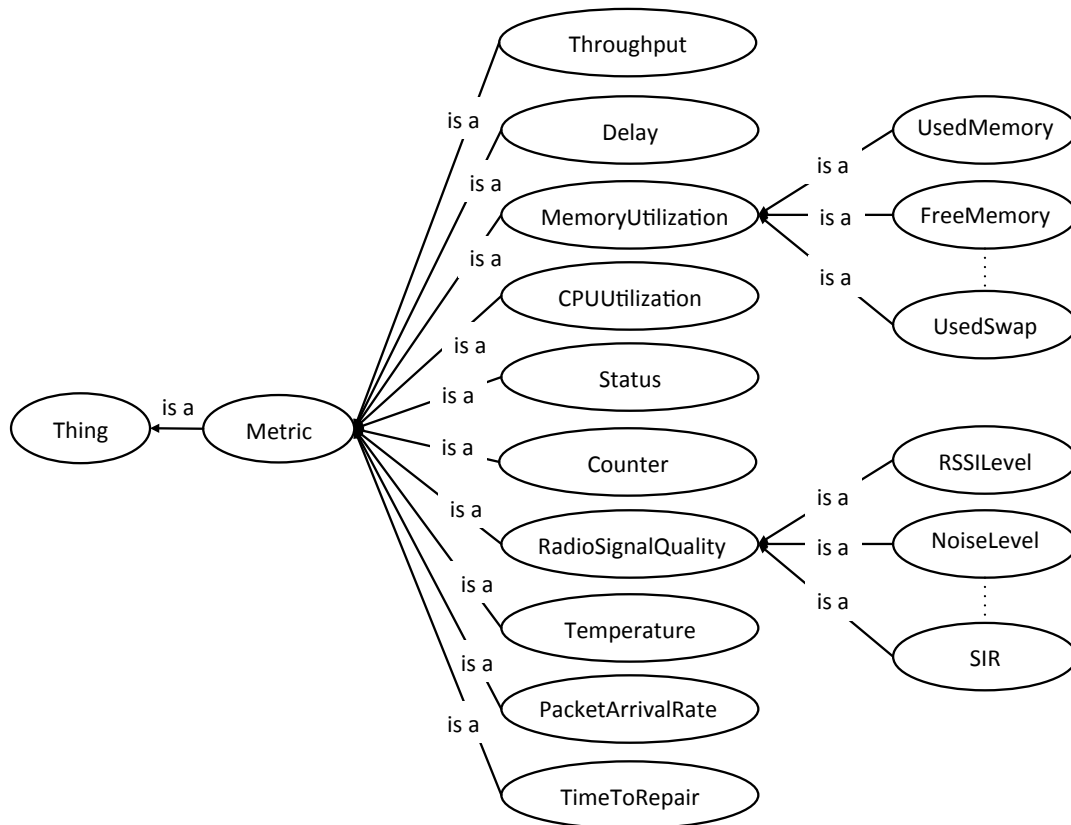 Throughput
is a
Delay
UsedMemory
is a
is a
MemoryUtilization
is a
FreeMemory
is a
is a
CPUUtilization
UsedSwap
is a
Status
is a
Thing
is a
Metric
is a
Counter
RSSILevel
is a
is a
RadioSignalQuality
is a
NoiseLevel
is a
Temperature
is a
SIR
is a
PacketArrivalRate
is a
TimeToRepair